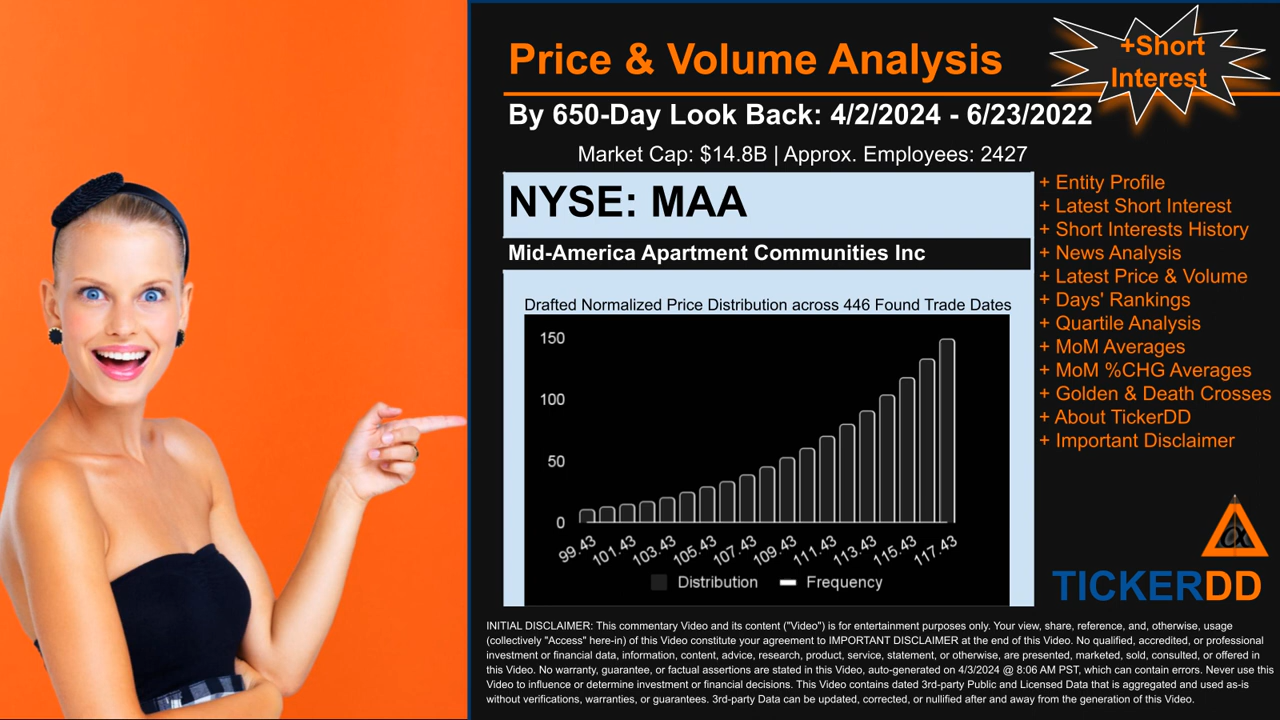 Price & Volume Analysis
+Short
Interest
By 650-Day Look Back: 4/2/2024 - 6/23/2022
Market Cap: $14.8B | Approx. Employees: 2427
NYSE: MAA
Mid-America Apartment Communities Inc
Drafted Normalized Price Distribution across 446 Found Trade Dates
150
100
50
0
99.43
101.43
103.43
105.43
107.43
109.43
111.43
113.43
115.43
117.43
Distribution
Frequency
+ Entity Profile
+ Latest Short Interest
+ Short Interests History
+ News Analysis
+ Latest Price & Volume
+ Days' Rankings
+ Quartile Analysis
+ MoM Averages
+ MoM %CHG Averages
+ Golden & Death Crosses
+ About TickerDD
+ Important Disclaimer
TICKERDD
INITIAL DISCLAIMER: This commentary Video and its content ("Video") is for entertainment purposes only. Your view, share, reference, and, otherwise, usage
(collectively "Access" here-in) of this Video constitute your agreement to IMPORTANT DISCLAIMER at the end of this Video. No qualified, accredited, or professional
investment or financial data, information, content, advice, research, product, service, statement, or otherwise, are presented, marketed, sold, consulted, or offered in
this Video. No warranty, guarantee, or factual assertions are stated in this Video, auto-generated on 4/3/2024 @ 8:06 AM PST, which can contain errors. Never use this
Video to influence or determine investment or financial decisions. This Video contains dated 3rd-party Public and Licensed Data that is aggregated and used as-is
without verifications, warranties, or guarantees. 3rd-party Data can be updated, corrected, or nullified after and away from the generation of this Video.